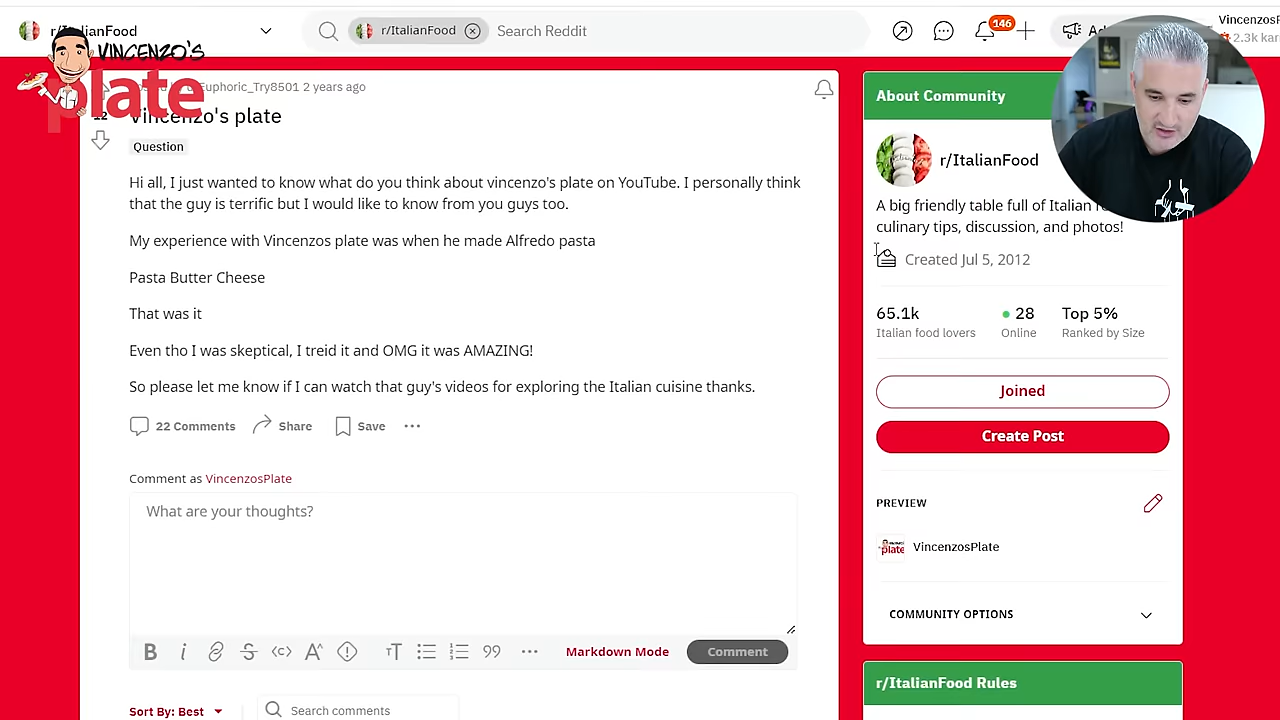 r/ItalianFood
r/ItalianFood
Search Reddit
146
VINCENZO'S
plate
Euphoric_Try8501 2 years ago
12
Vincenzo's plate
Question
Hi all, I just wanted to know what do you think about vincenzo's plate on YouTube. I personally think
that the guy is terrific but I would like to know from you guys too.
My experience with Vincenzos plate was when he made Alfredo pasta
Pasta Butter Cheese
That was it
Even tho I was skeptical, I treid it and OMG it was AMAZING!
So please let me know if I can watch that guy's videos for exploring the Italian cuisine thanks.
22 Comments
Share
Save
Comment as VincenzosPlate
What are your thoughts?
Markdown Mode
Comment
Sort By: Best
Search comments
About Community
r/ItalianFood
A big friendly table full of Italian
culinary tips, discussion, and photos!
Created Jul 5, 2012
65.1k
28
Top 5%
Italian food lovers
Online
Ranked by Size
Joined
Create Post
PREVIEW
plate
VincenzosPlate
COMMUNITY OPTIONS
r/ItalianFood Rules